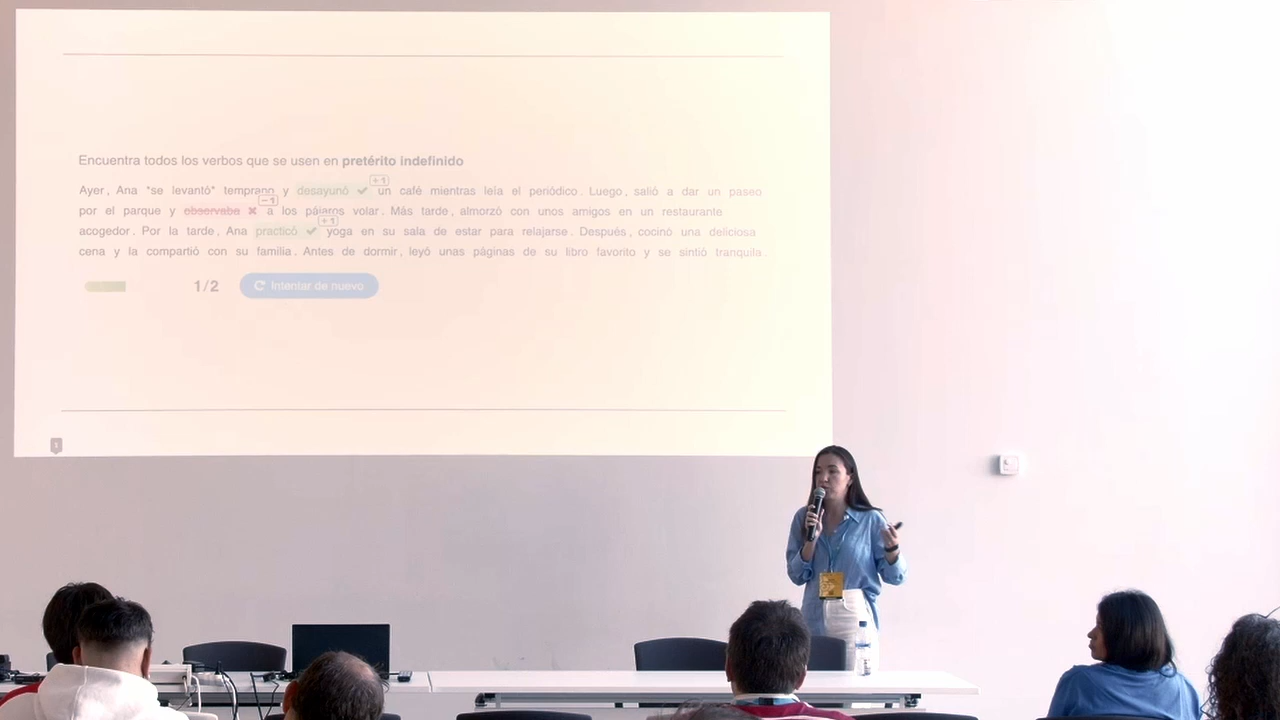 Encuentra todos los verbos que se usen en pretérito indefinido
Ayer, Ana *se levantó* temprano y desayunó ✔ +1 un café mientras leía el periódico. Luego, salió a dar un paseo
por el parque y observaba ✖ −1 a los pájaros volar. Más tarde, almorzó con unos amigos en un restaurante
acogedor. Por la tarde, Ana practicó ✔ +1 yoga en su sala de estar para relajarse. Después, cocinó una deliciosa
cena y la compartió con su familia. Antes de dormir, leyó unas páginas de su libro favorito y se sintió tranquila.
1/2 Intentar de nuevo